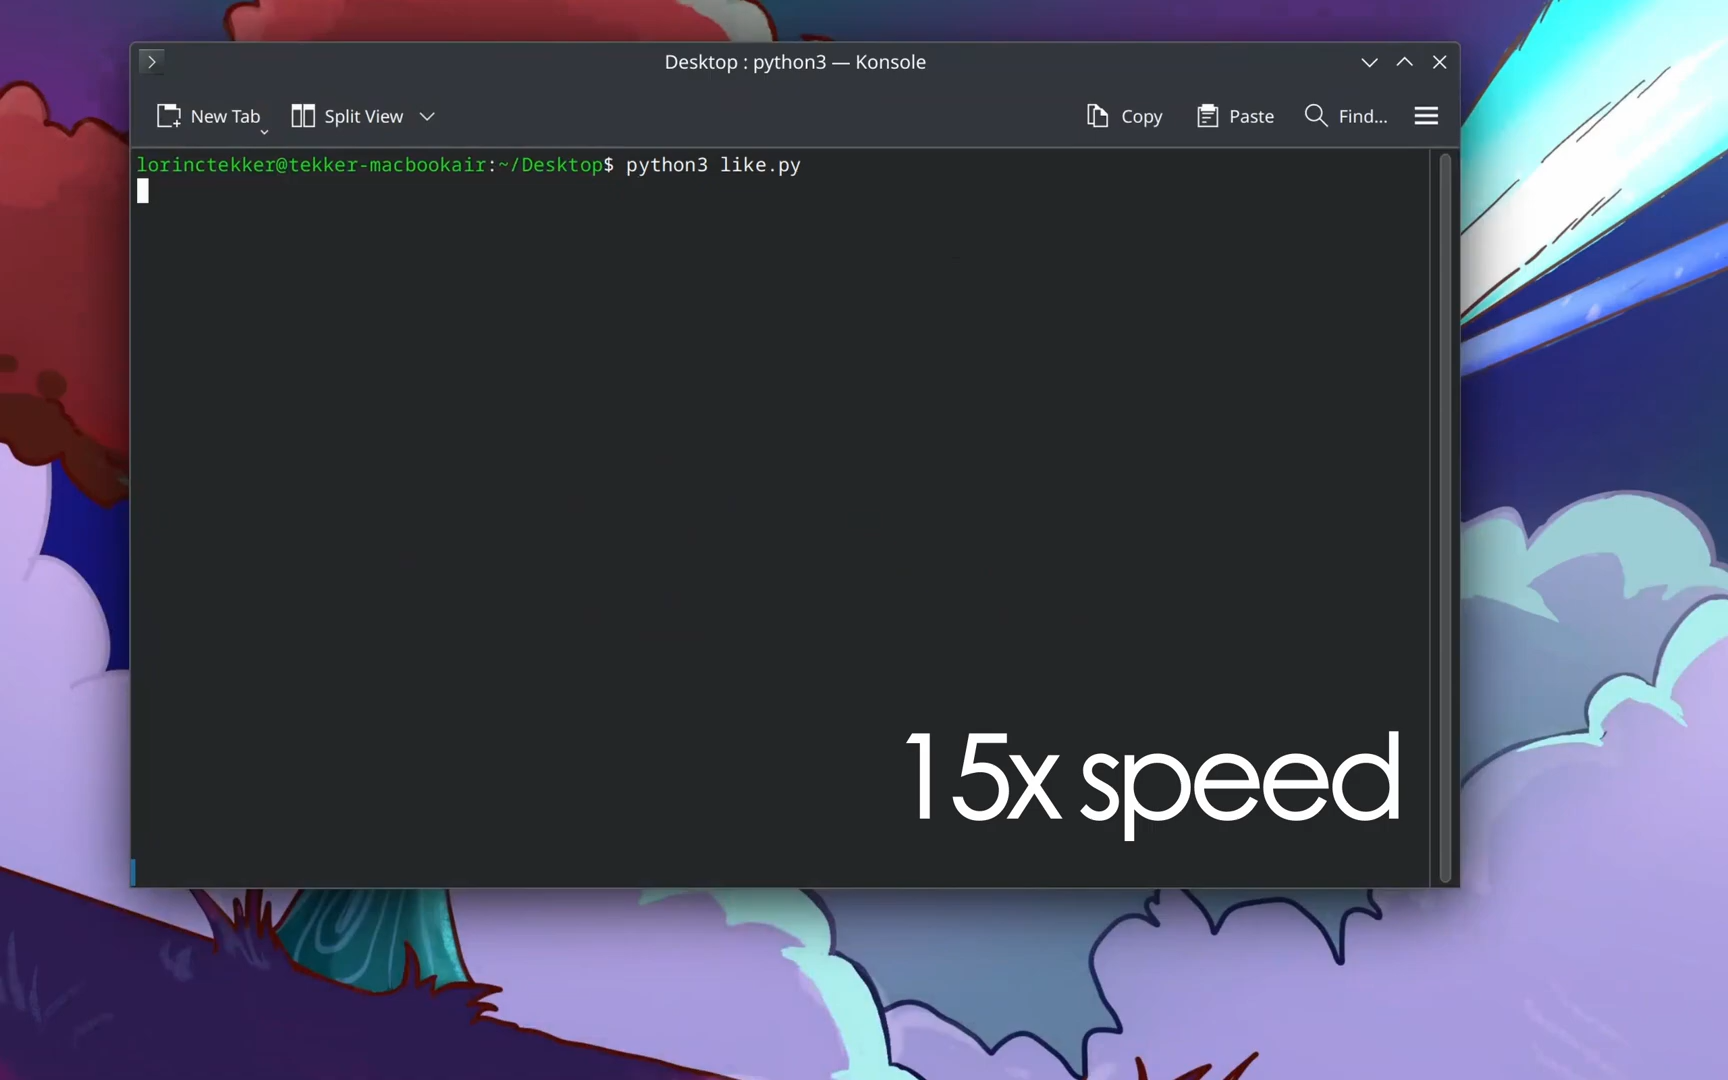 Desktop : python3 — Konsole
New Tab Split View Copy Paste Find...
lorinctekker@tekker-macbookair:~/Desktop$ python3 like.py
15x speed